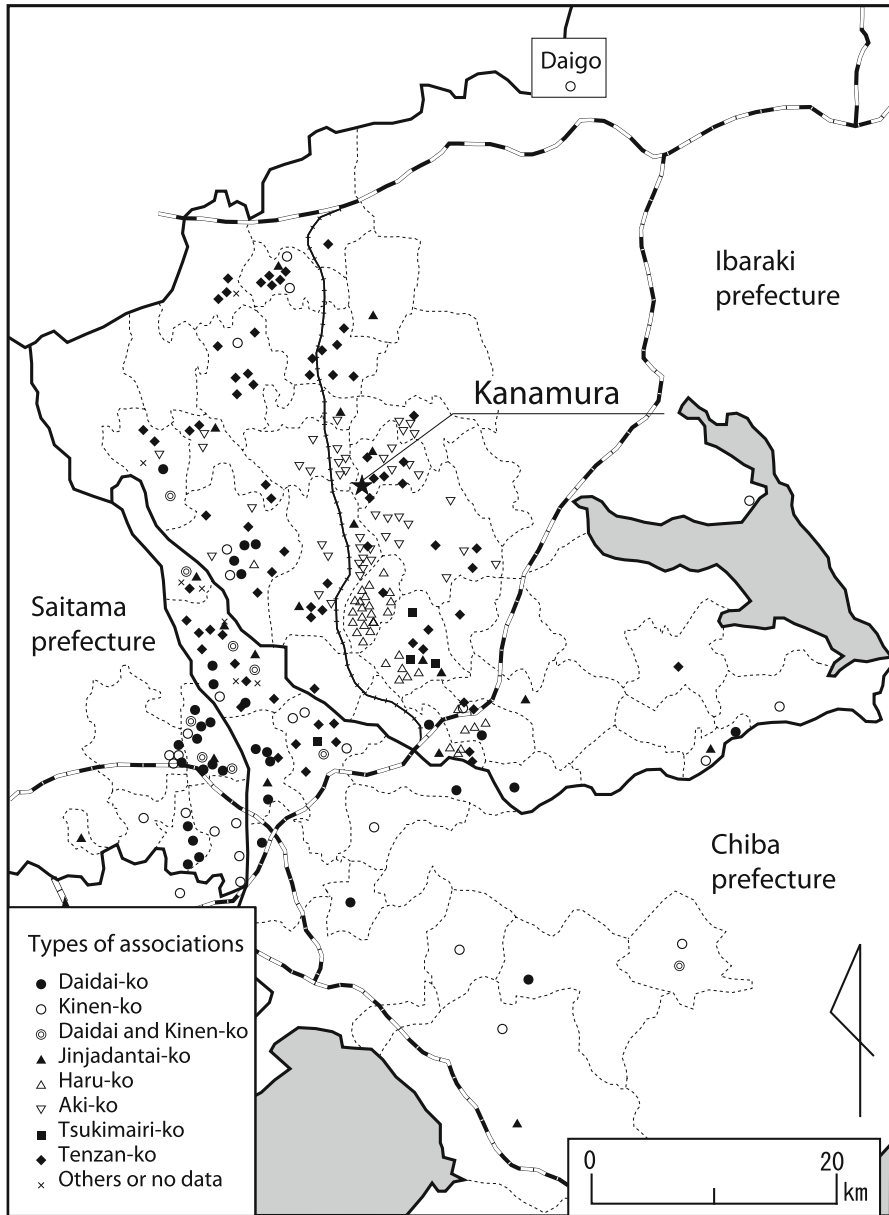 Daigo
Ibaraki
prefecture
Kanamura
Saitama
prefecture
Chiba
prefecture
Types of associations
Daidai-ko
Kinen-ko
Daidai and Kinen-ko
Jinjadantai-ko
Haru-ko
Aki-ko
Tsukimairi-ko
Tenzan-ko
Others or no data
0 20
km